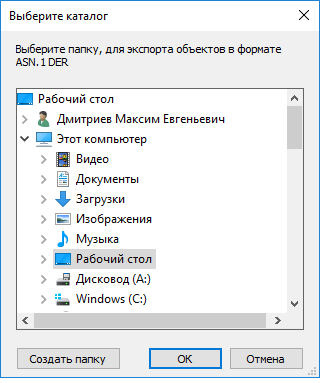 Выберите каталог
Выберите папку, для экспорта объектов в формате
ASN.1 DER
Рабочий стол
Дмитриев Максим Евгеньевич
Этот компьютер
Видео
Документы
Загрузки
Изображения
Музыка
Рабочий стол
Дисковод (A:)
Windows (C:)
Создать папку
ОК
Отмена